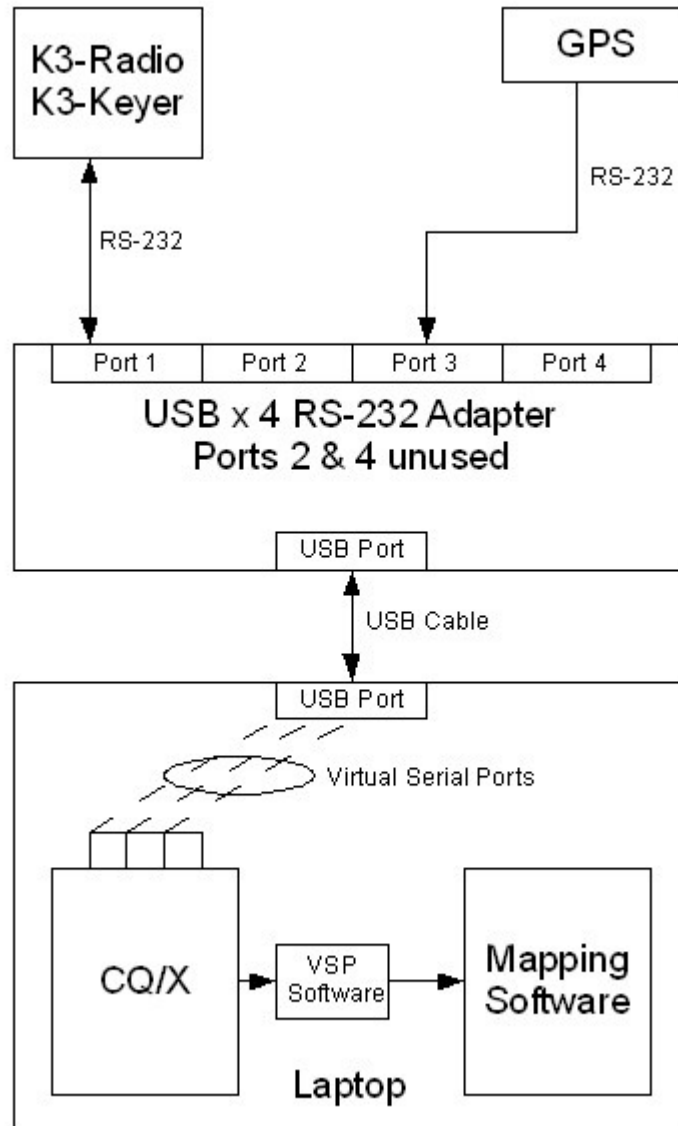 K3-Radio
K3-Keyer
GPS
RS-232
RS-232
Port 1
Port 2
Port 3
Port 4
USB x 4 RS-232 Adapter
Ports 2 & 4 unused
USB Port
USB Cable
USB Port
Virtual Serial Ports
CQ/X
VSP
Software
Mapping
Software
Laptop